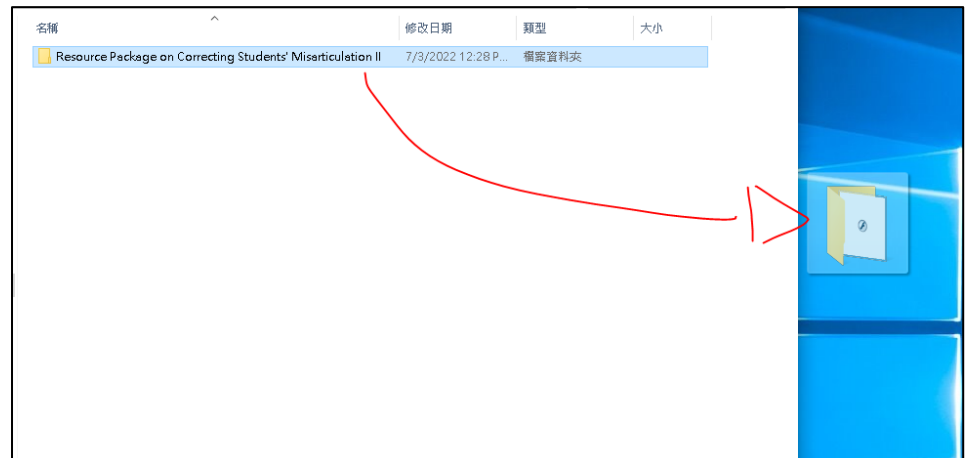 名稱 修改日期 類型 大小
Resource Package on Correcting Students' Misarticulation II 7/3/2022 12:28 P... 檔案資料夾